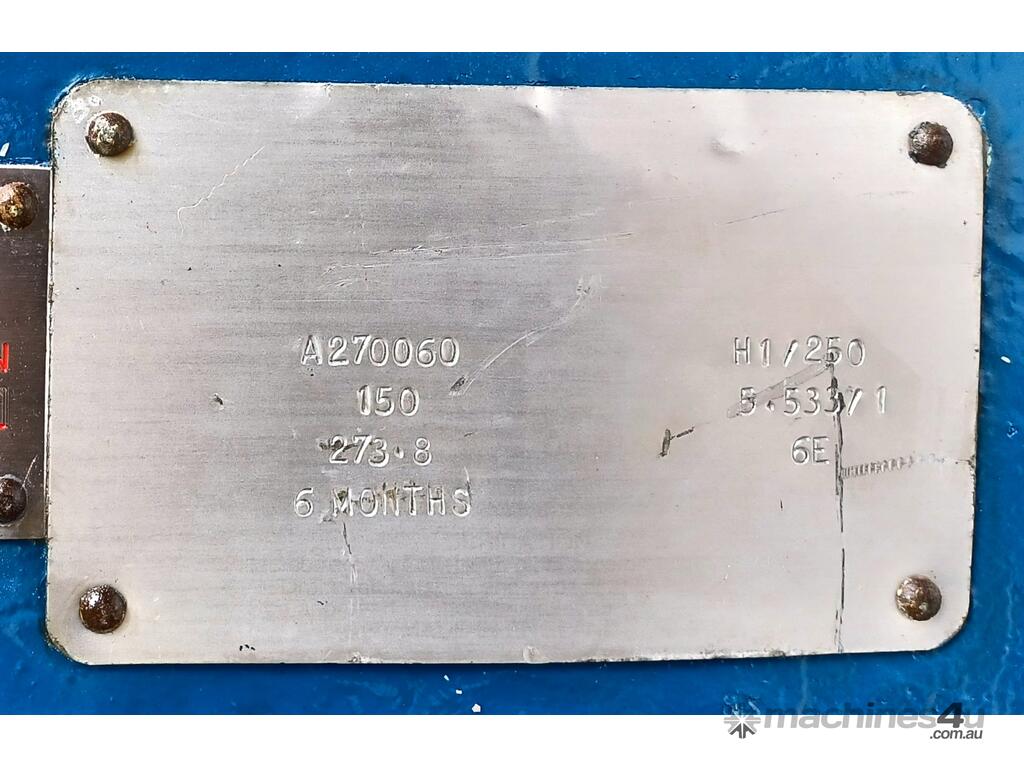 A270060 H1/250
150 5.533/1
273.8 6E
6 MONTHS
machines4u
.com.au